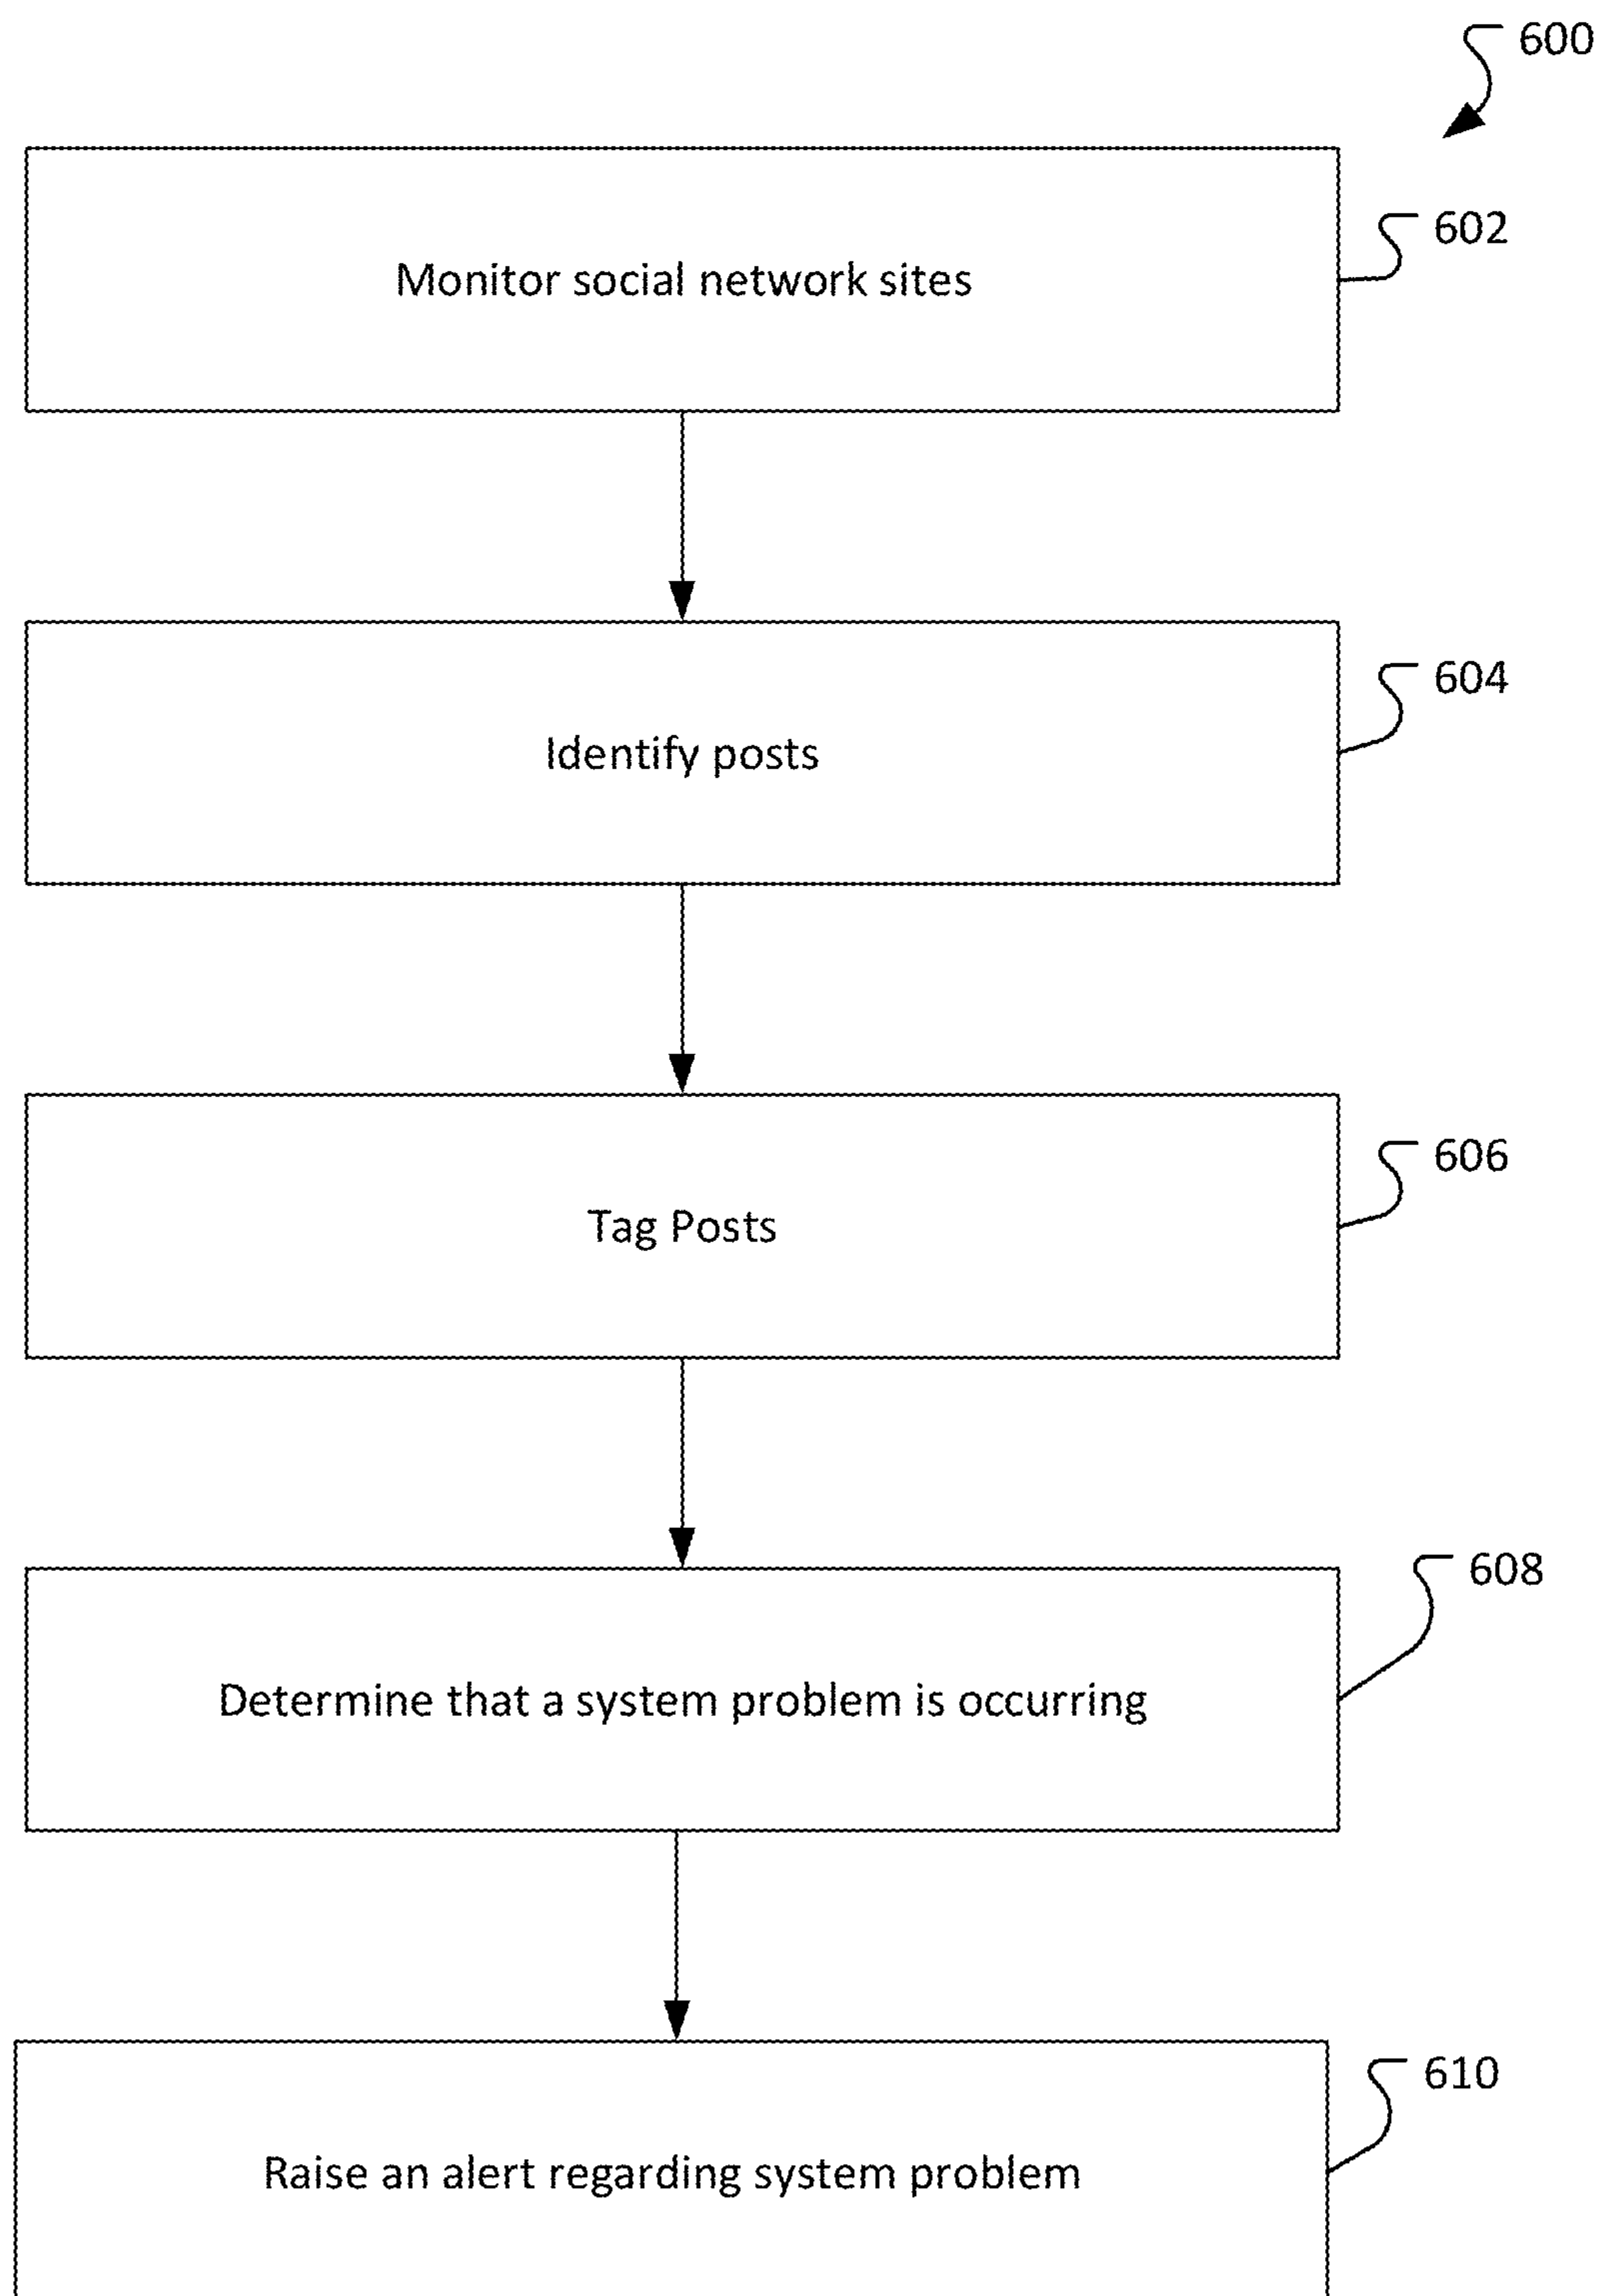 600
Monitor social network sites
602
Identify posts
604
Tag Posts
606
Determine that a system problem is occurring
608
Raise an alert regarding system problem
610